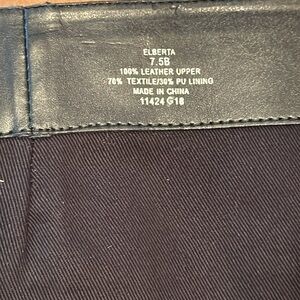 ELBERTA
7.5B
100% LEATHER UPPER
70% TEXTILE/30% PU LINING
MADE IN CHINA
11424 G18